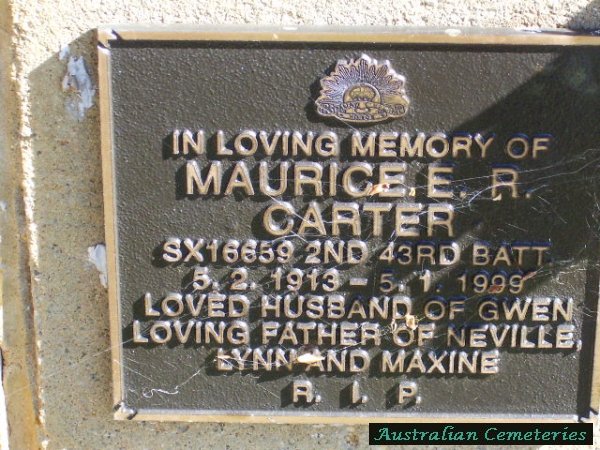 IN LOVING MEMORY OF
MAURICE. E. R.
CARTER
SX16659 2ND 43RD BATT.
5. 2. 1913 - 5. 1. 1999
LOVED HUSBAND OF GWEN
LOVING FATHER OF NEVILLE,
LYNN AND MAXINE
R. I. P.
Australian Cemeteries